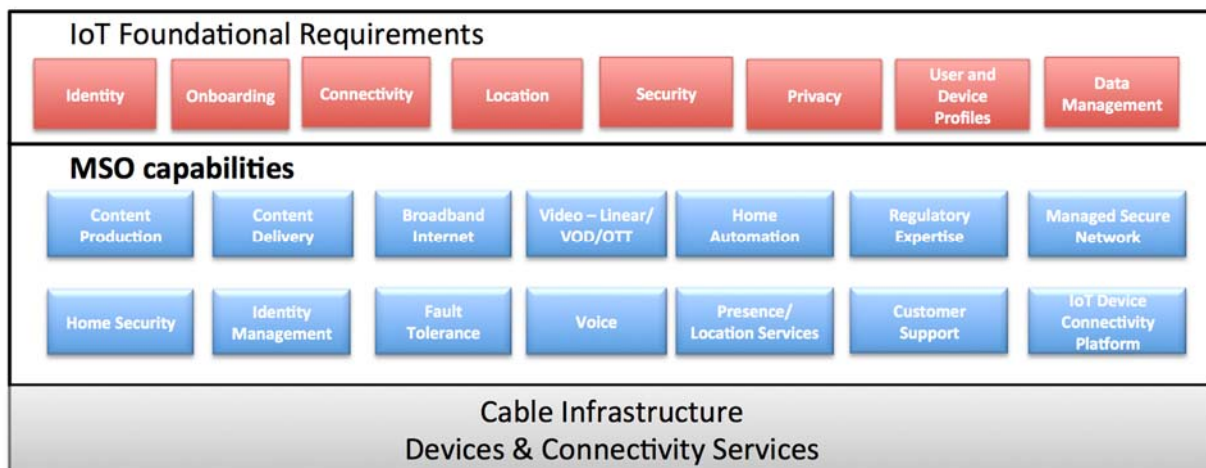 IoT Foundational Requirements
Identity
Onboarding
Connectivity
Location
Security
Privacy
User and
Device
Profiles
Data
Management
MSO capabilities
Content
Production
Content
Delivery
Broadband
Internet
Video – Linear/
VOD/OTT
Home
Automation
Regulatory
Expertise
Managed Secure
Network
Home Security
Identity
Management
Fault
Tolerance
Voice
Presence/
Location Services
Customer
Support
IoT Device
Connectivity
Platform
Cable Infrastructure
Devices & Connectivity Services